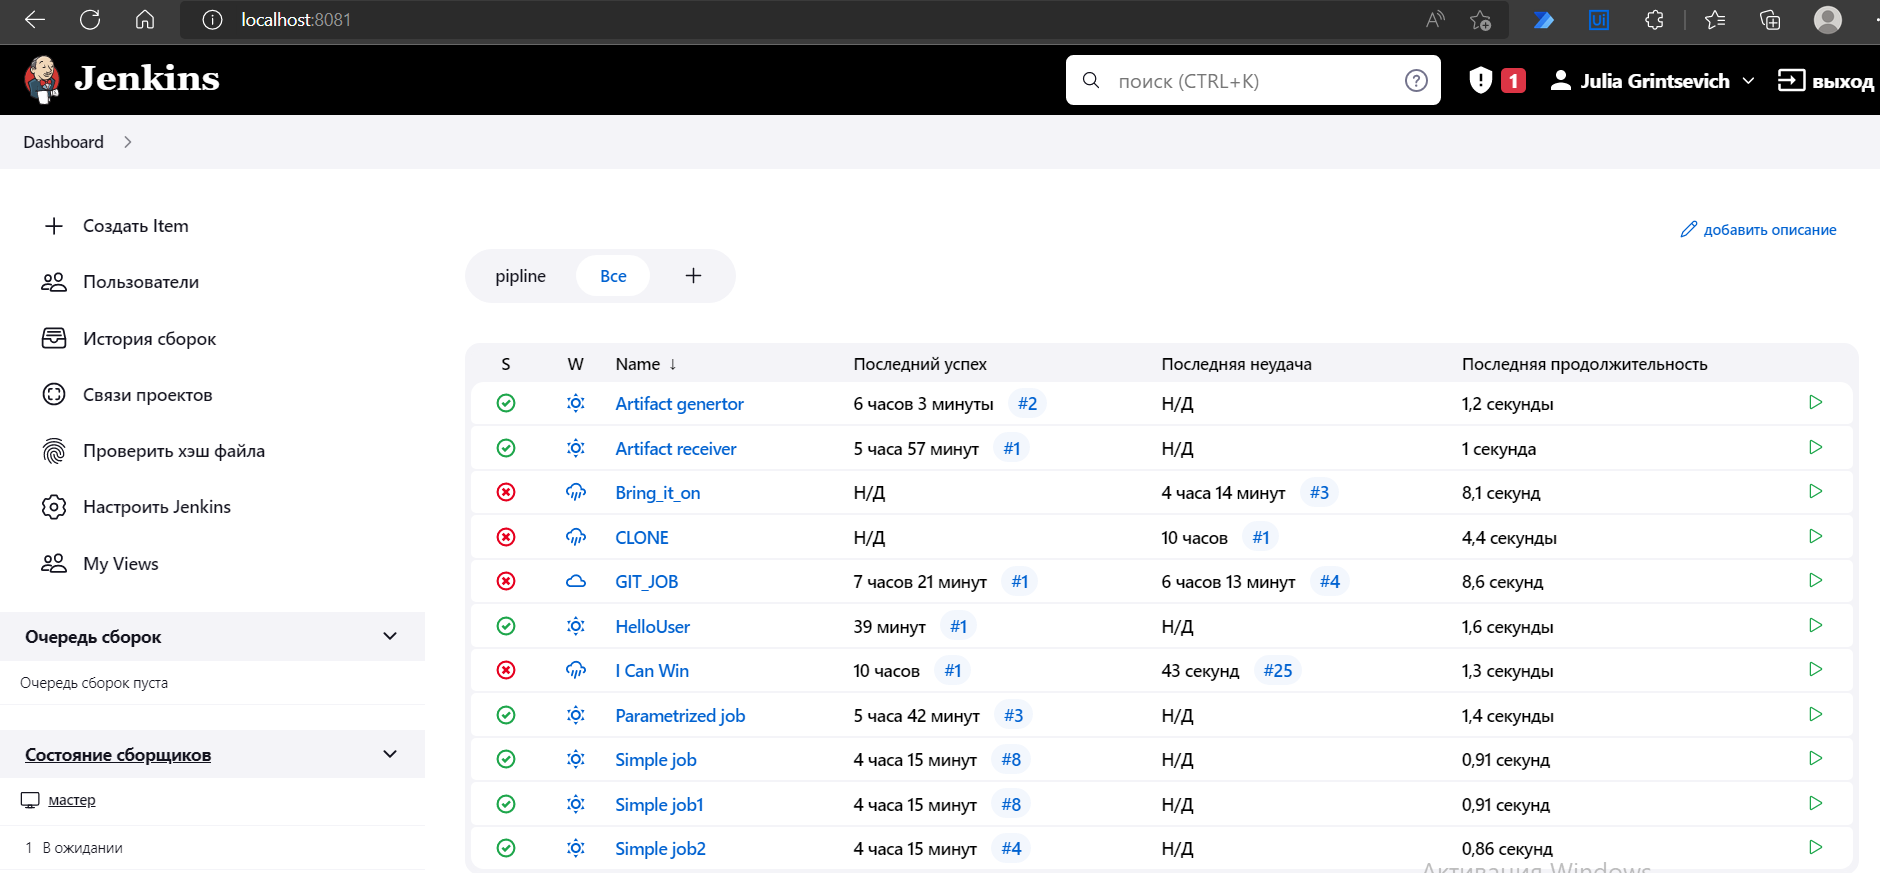 localhost:8081
Jenkins
поиск (CTRL+K)
1
Julia Grintsevich
выход
Dashboard
Создать Item
Пользователи
История сборок
Связи проектов
Проверить хэш файла
Настроить Jenkins
My Views
Очередь сборок
Очередь сборок пуста
Состояние сборщиков
мастер
1 В ожидании
добавить описание
pipline Все +
S W Name ↓ Последний успех Последняя неудача Последняя продолжительность
Artifact genertor 6 часов 3 минуты #2 Н/Д 1,2 секунды
Artifact receiver 5 часа 57 минут #1 Н/Д 1 секунда
Bring_it_on Н/Д 4 часа 14 минут #3 8,1 секунд
CLONE Н/Д 10 часов #1 4,4 секунды
GIT_JOB 7 часов 21 минут #1 6 часов 13 минут #4 8,6 секунд
HelloUser 39 минут #1 Н/Д 1,6 секунды
I Can Win 10 часов #1 43 секунд #25 1,3 секунды
Parametrized job 5 часа 42 минут #3 Н/Д 1,4 секунды
Simple job 4 часа 15 минут #8 Н/Д 0,91 секунд
Simple job1 4 часа 15 минут #8 Н/Д 0,91 секунд
Simple job2 4 часа 15 минут #4 Н/Д 0,86 секунд
Активация Windows